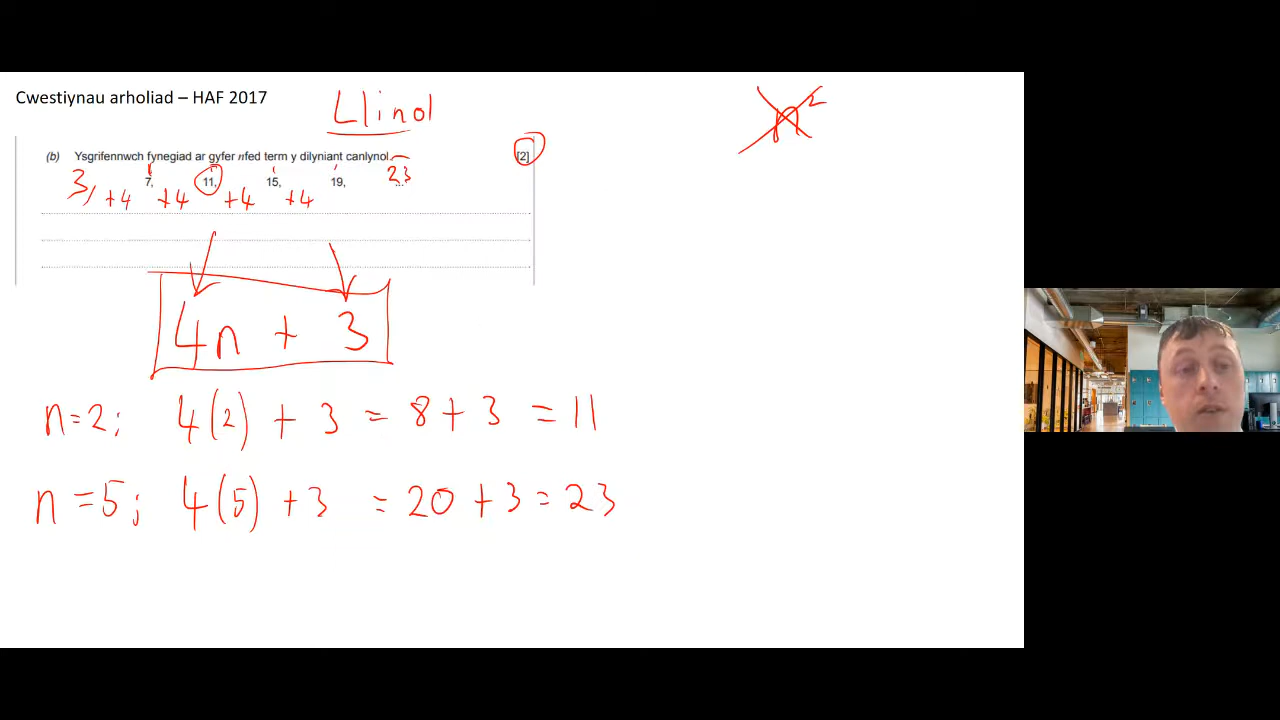 Cwestiynau arholiad – HAF 2017
Llinol
n²
(b) Ysgrifennwch fynegiad ar gyfer nfed term y dilyniant canlynol. [2]
3, 7, 11, 15, 19, 23
+4 +4 +4 +4
4n + 3
n=2; 4(2) + 3 = 8 + 3 = 11
n=5; 4(5) + 3 = 20 + 3 = 23